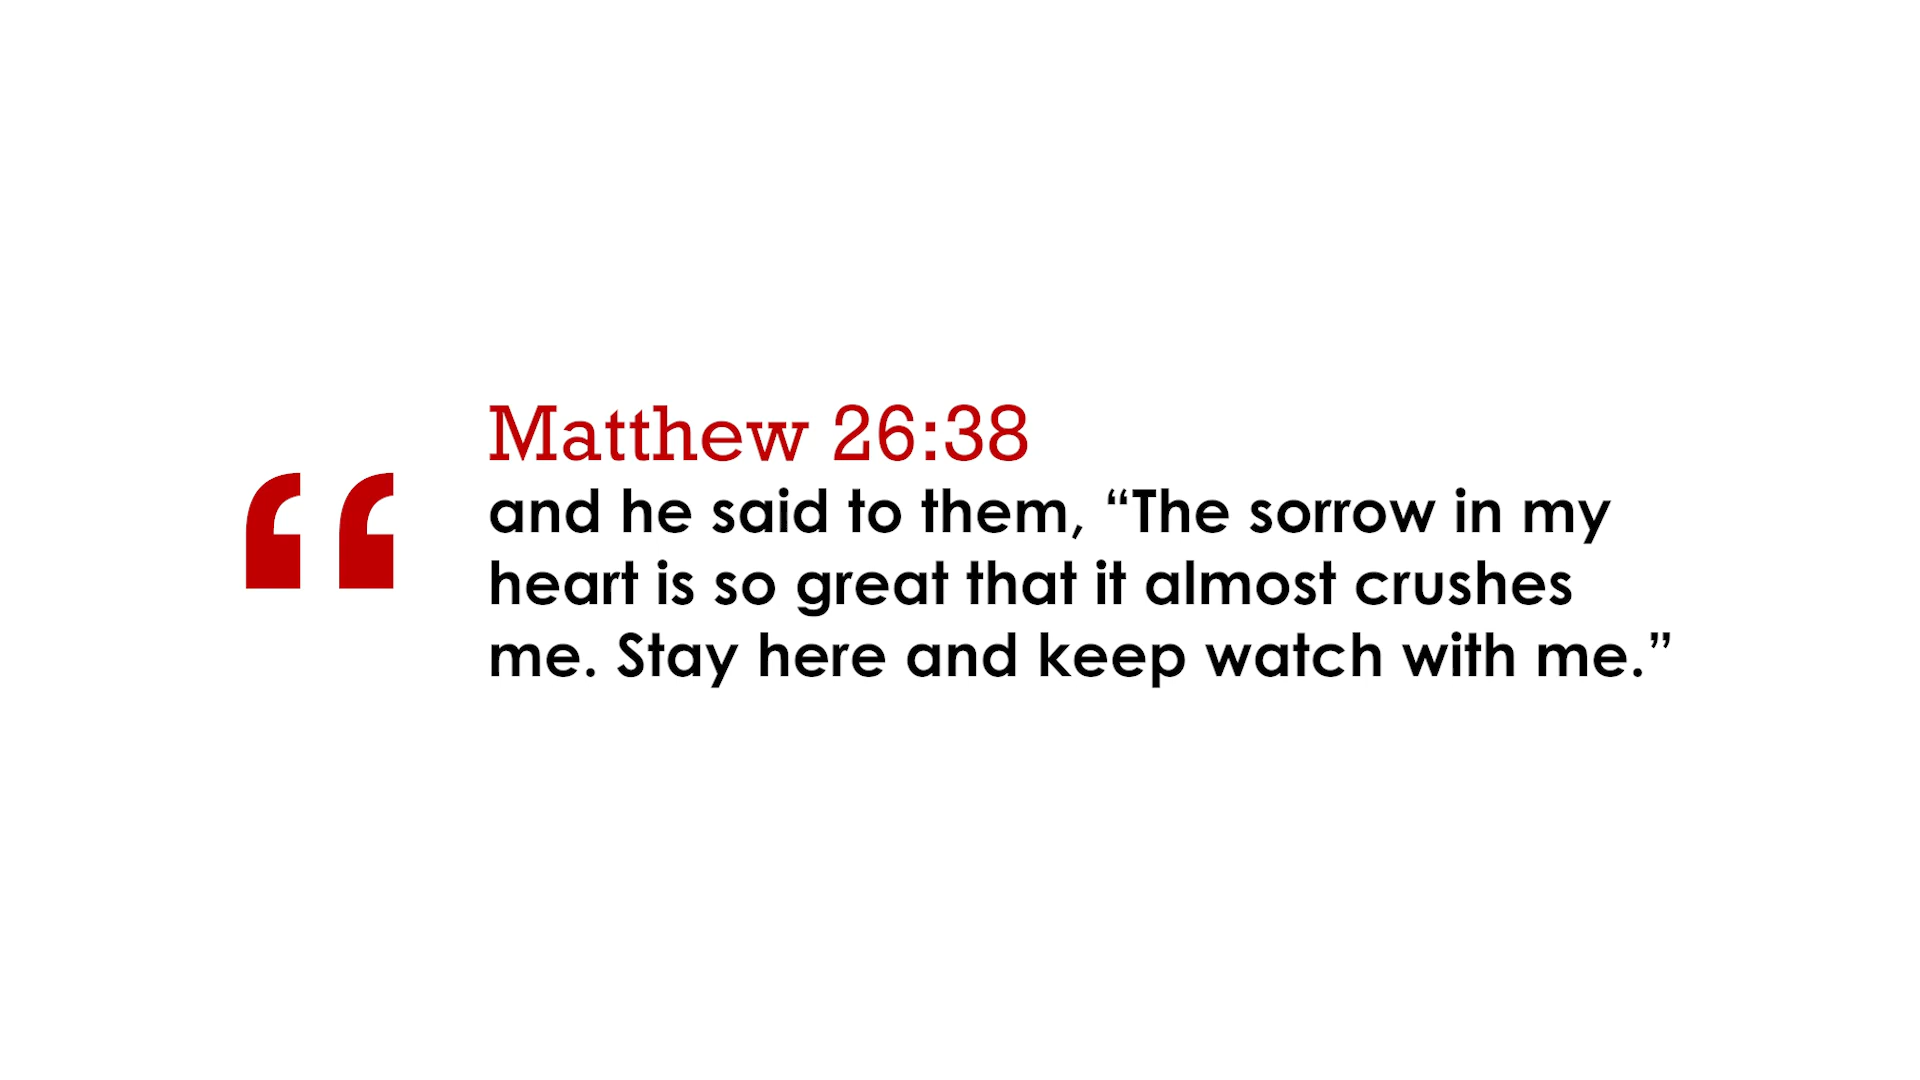 Matthew 26:38
“
and he said to them, “The sorrow in my
heart is so great that it almost crushes
me. Stay here and keep watch with me.”